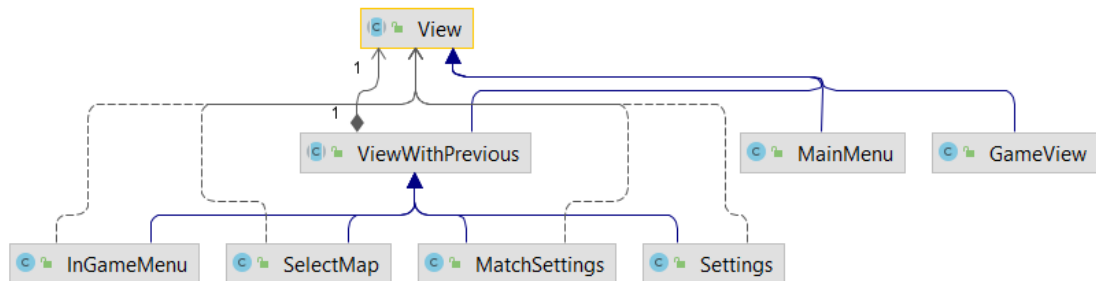 View
1
1
ViewWithPrevious
MainMenu
GameView
InGameMenu
SelectMap
MatchSettings
Settings